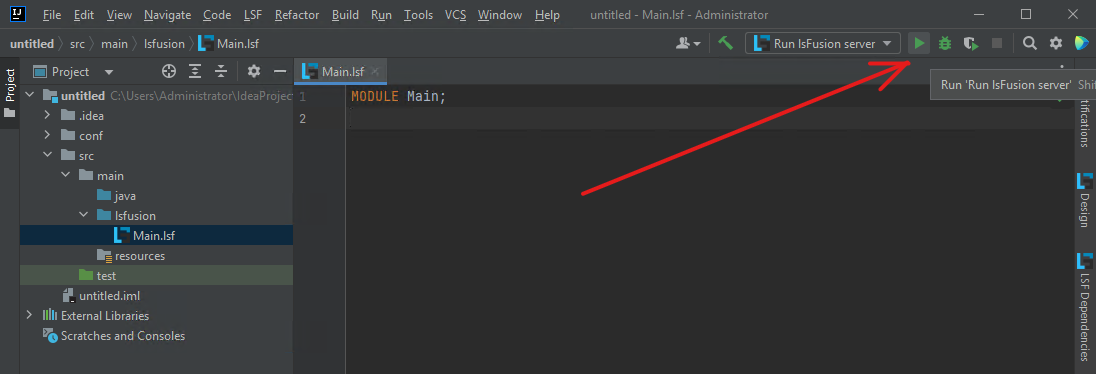 IJ File Edit View Navigate Code LSF Refactor Build Run Tools VCS Window Help untitled - Main.lsf - Administrator
untitled src main lsfusion Main.lsf Run lsFusion server
Project Main.lsf
Run 'Run lsFusion server' Shif
Project
untitled C:\Users\Administrator\IdeaProject
.idea
conf
src
main
java
lsfusion
Main.lsf
resources
test
untitled.iml
External Libraries
Scratches and Consoles
1 MODULE Main;
2
tifications
Design
LSF Dependencies